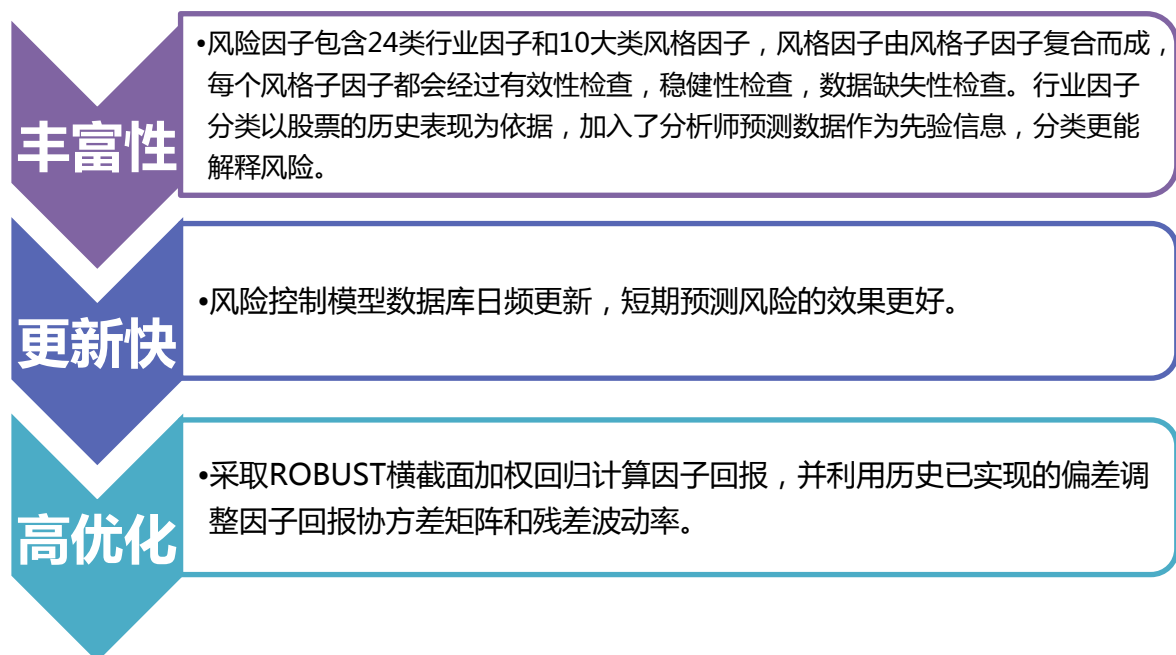 丰富性
•风险因子包含24类行业因子和10大类风格因子，风格因子由风格子因子复合而成，
每个风格子因子都会经过有效性检查，稳健性检查，数据缺失性检查。行业因子
分类以股票的历史表现为依据，加入了分析师预测数据作为先验信息，分类更能
解释风险。
更新快
•风险控制模型数据库日频更新，短期预测风险的效果更好。
高优化
•采取ROBUST横截面加权回归计算因子回报，并利用历史已实现的偏差调
整因子回报协方差矩阵和残差波动率。